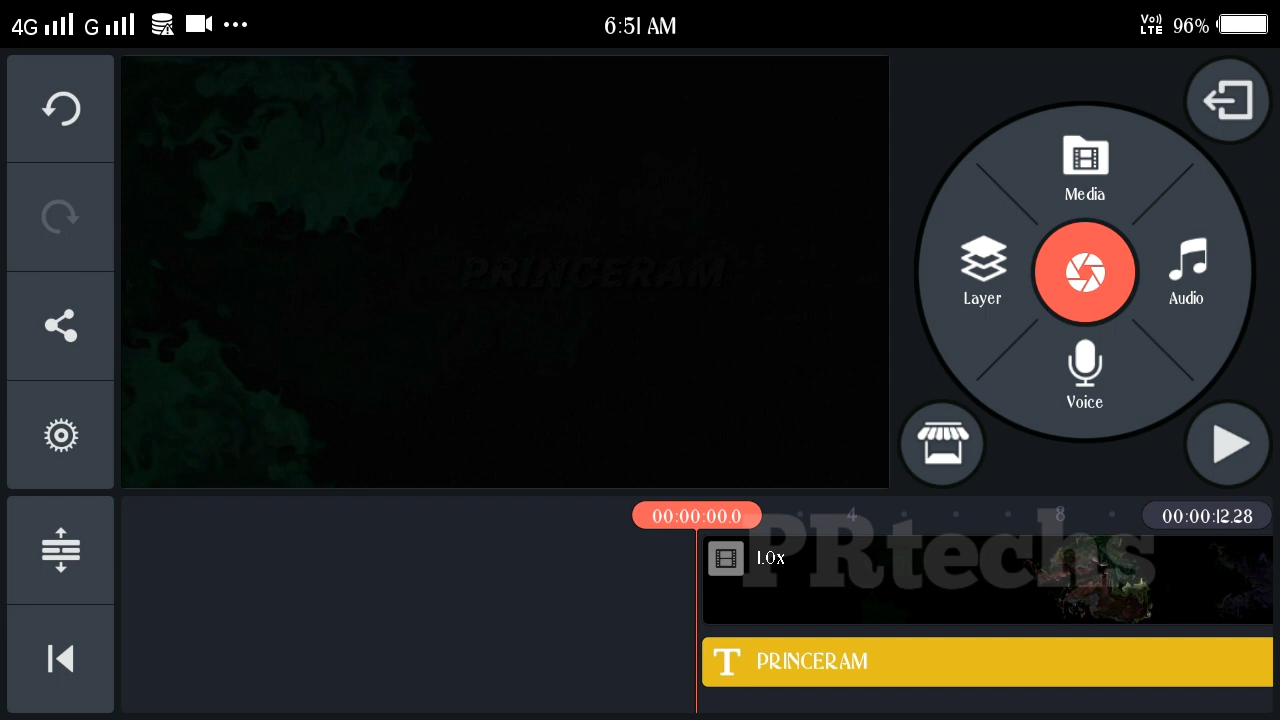 4G G 6:51 AM Vo)) LTE 96%
PRINCERAM
Media
Layer
Audio
Voice
00:00:00.0 4 8 00:00:12.28
PRtechs
1.0x
T PRINCERAM